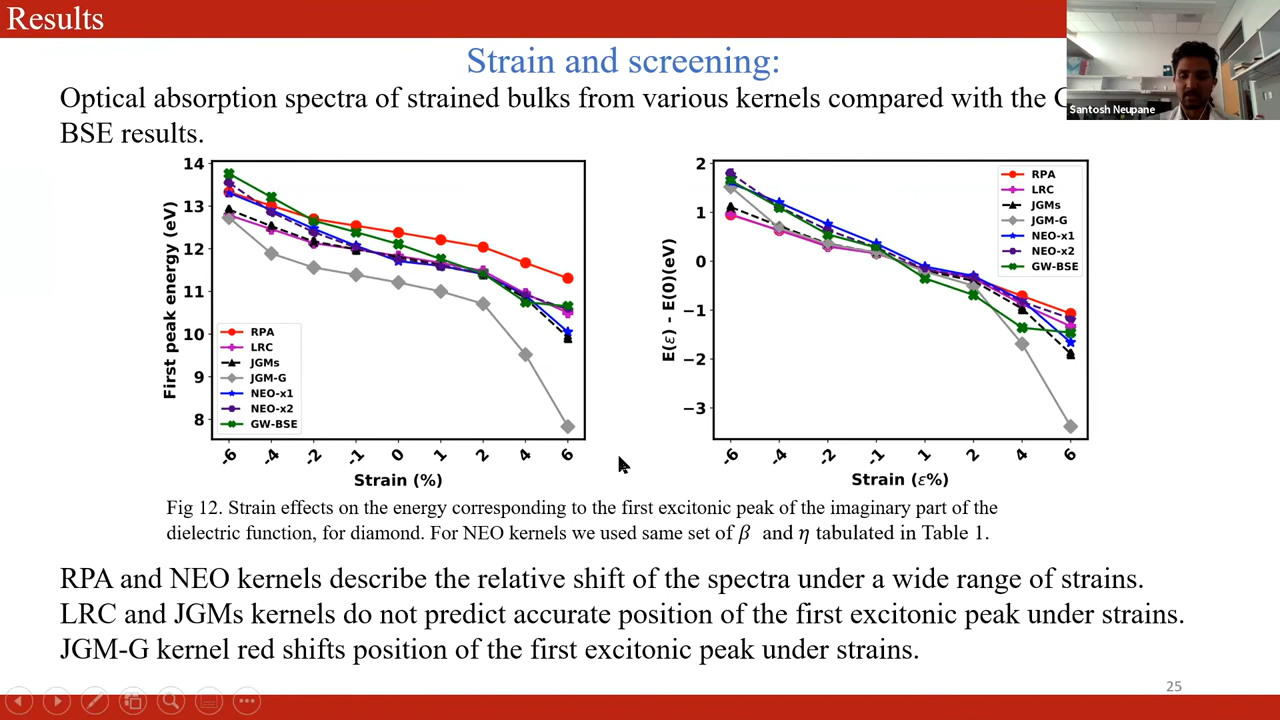 Results
Santosh Neupane
Strain and screening:
Optical absorption spectra of strained bulks from various kernels compared with the
BSE results.
14
13
12
11
10
9
8
First peak energy (eV)
RPA
LRC
JGMs
JGM-G
NEO-x1
NEO-x2
GW-BSE
-6 -4 -2 -1 0 1 2 4 6
Strain (%)
2
1
0
−1
−2
−3
E(ε) - E(0)(eV)
RPA
LRC
JGMs
JGM-G
NEO-x1
NEO-x2
GW-BSE
-6 -4 -2 -1 1 2 4 6
Strain (ε%)
Fig 12. Strain effects on the energy corresponding to the first excitonic peak of the imaginary part of the
dielectric function, for diamond. For NEO kernels we used same set of β and η tabulated in Table 1.
RPA and NEO kernels describe the relative shift of the spectra under a wide range of strains.
LRC and JGMs kernels do not predict accurate position of the first excitonic peak under strains.
JGM-G kernel red shifts position of the first excitonic peak under strains.
25